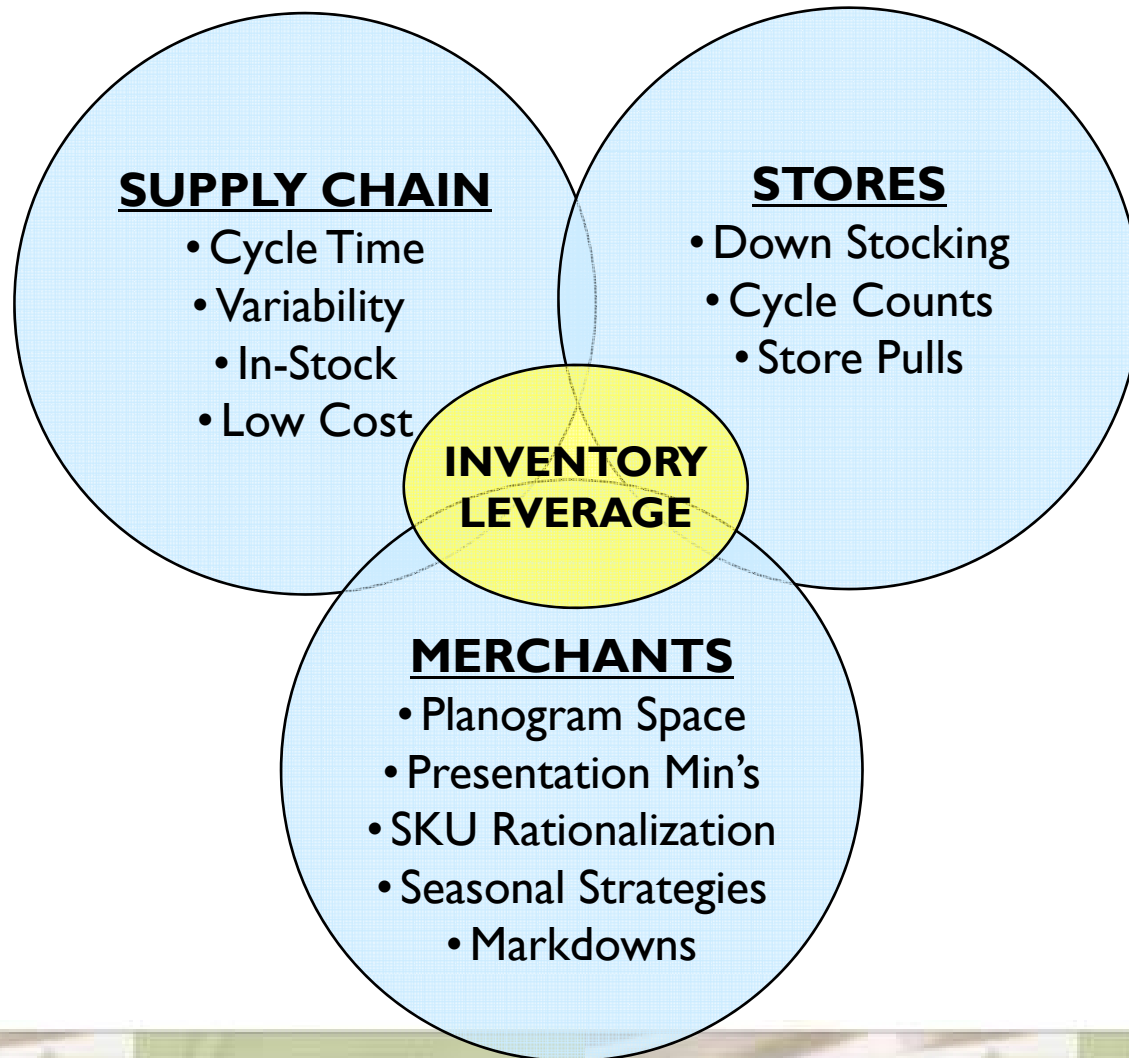 SUPPLY CHAIN
• Cycle Time
• Variability
• In-Stock
• Low Cost
STORES
• Down Stocking
• Cycle Counts
• Store Pulls
INVENTORY
LEVERAGE
MERCHANTS
• Planogram Space
• Presentation Min’s
• SKU Rationalization
• Seasonal Strategies
• Markdowns